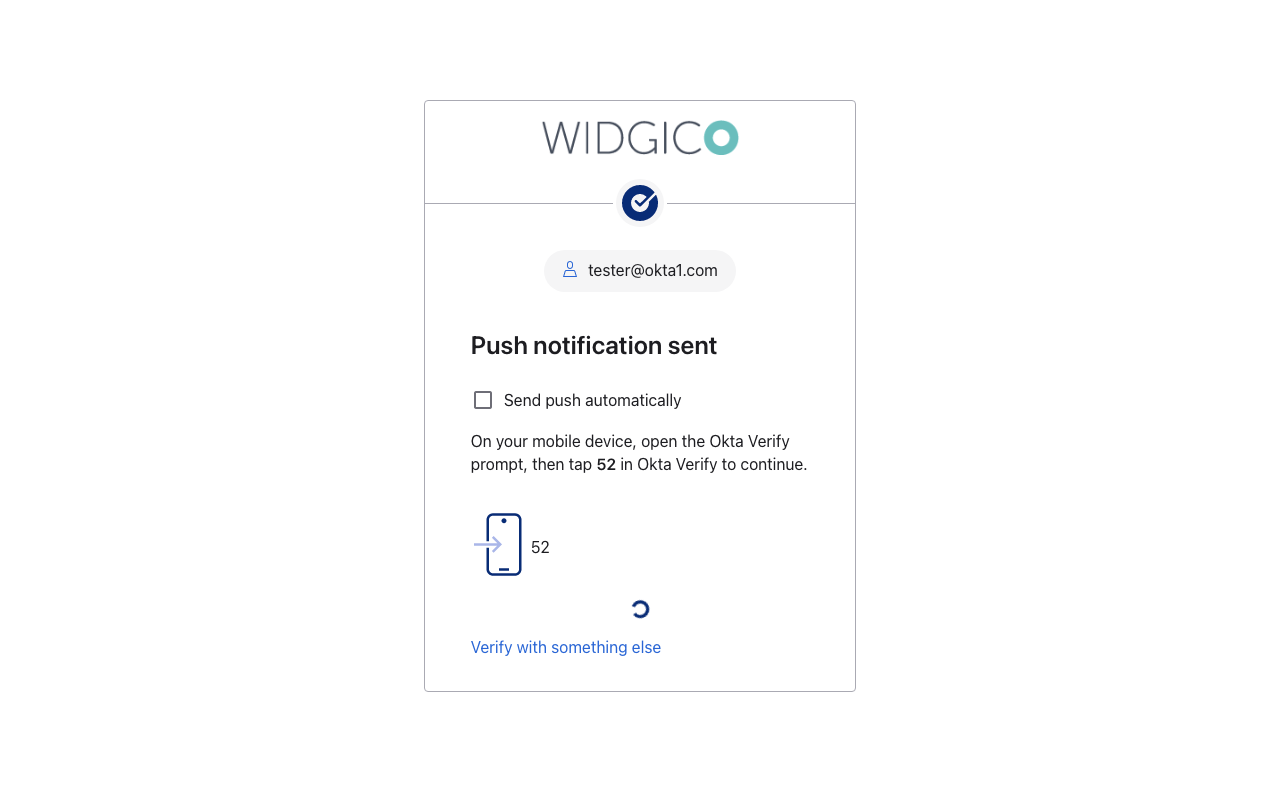 WIDGICO
tester@okta1.com
Push notification sent
Send push automatically
On your mobile device, open the Okta Verify
prompt, then tap 52 in Okta Verify to continue.
52
Verify with something else